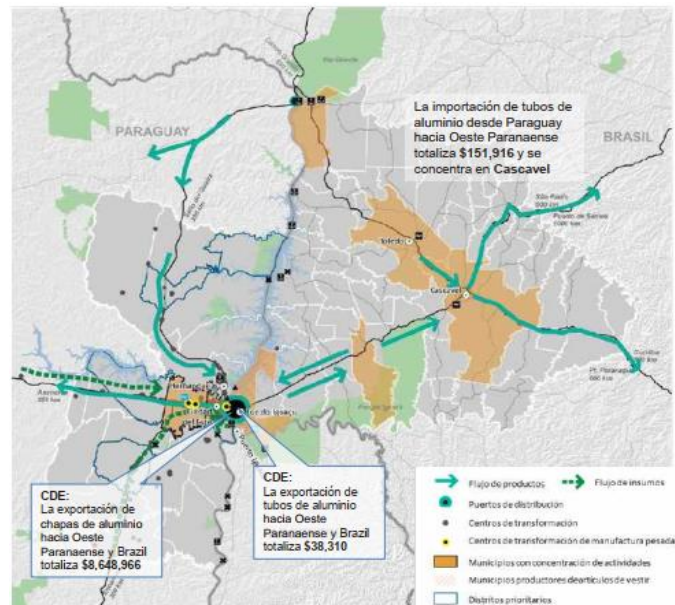 PARAGUAY
BRASIL
La importación de tubos de
aluminio desde Paraguay
hacia Oeste Paranaense
totaliza $151,916 y se
concentra en Cascavel
Toledo
Cascavel
São Paulo
Hernandarias
CDE:
La exportación de
chapas de aluminio
hacia Oeste
Paranaense y Brazil
totaliza $8,648,966
CDE:
La exportación de
tubos de aluminio
hacia Oeste
Paranaense y Brazil
totaliza $38,310
Flujo de productos
Flujo de insumos
Puertos de distribución
Centros de transformación
Centros de transformación de manufactura pesada
Municipios con concentración de actividades
Municipios productores de artículos de vestir
Distritos prioritarios